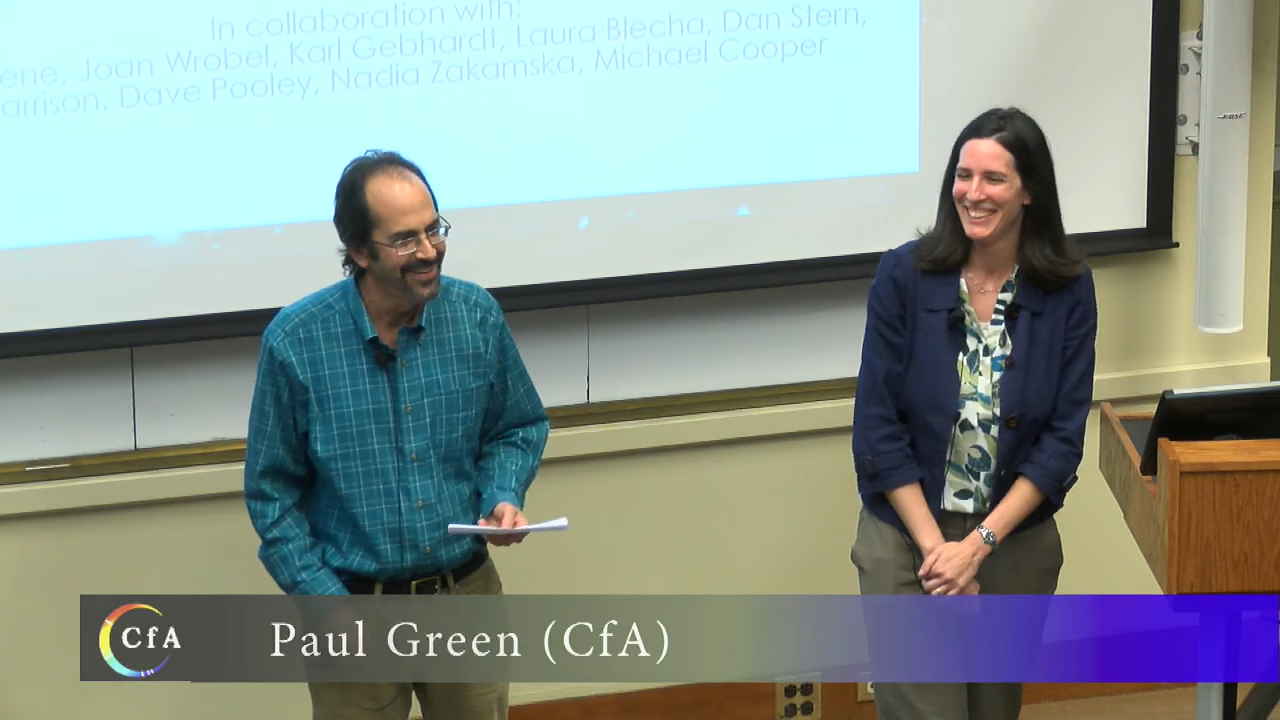 In collaboration with:
ene, Joan Wrobel, Karl Gebhardt, Laura Blecha, Dan Stern,
arrison, Dave Pooley, Nadia Zakamska, Michael Cooper
BOSE
CfA
Paul Green (CfA)